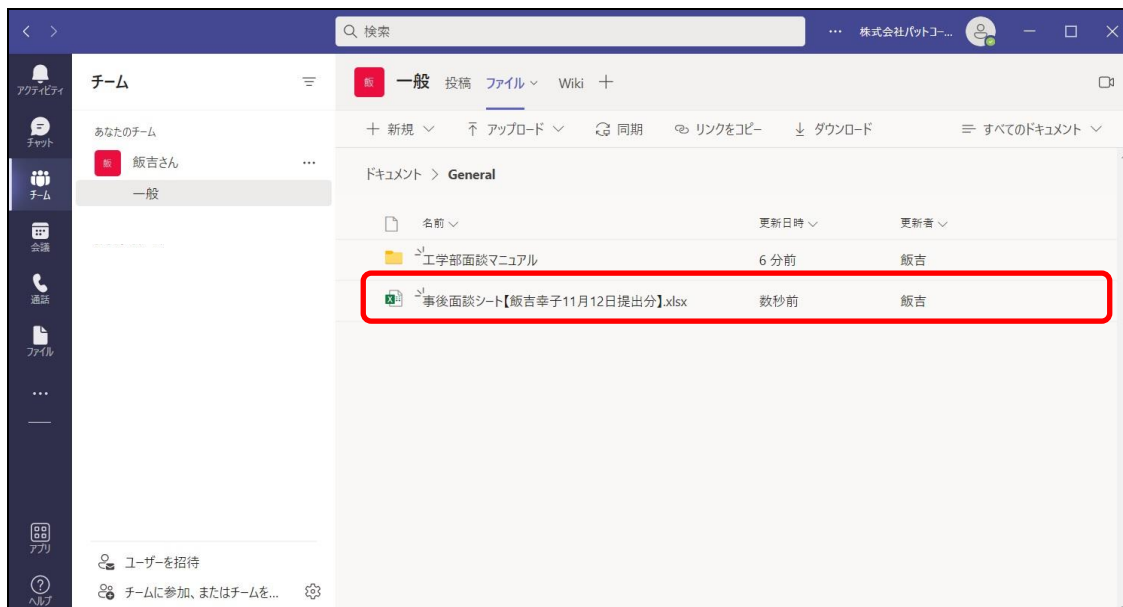 検索
… 株式会社パットコー...
アクティビティ
チャット
チーム
会議
通話
ファイル
…
アプリ
ヘルプ
チーム
あなたのチーム
飯 飯吉さん …
一般
ユーザーを招待
チームに参加、またはチームを...
飯 一般 投稿 ファイル Wiki
新規 アップロード 同期 リンクをコピー ダウンロード すべてのドキュメント
ドキュメント > General
名前 更新日時 更新者
工学部面談マニュアル 6 分前 飯吉
事後面談シート【飯吉幸子11月12日提出分】.xlsx 数秒前 飯吉